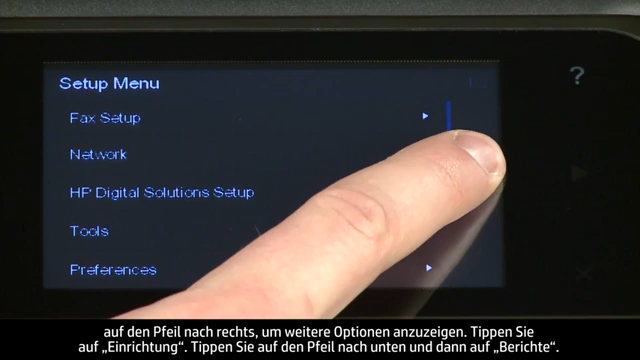 Setup Menu
?
Fax Setup
Network
HP Digital Solutions Setup
Tools
Preferences
auf den Pfeil nach rechts, um weitere Optionen anzuzeigen. Tippen Sie
auf „Einrichtung“. Tippen Sie auf den Pfeil nach unten und dann auf „Berichte“.